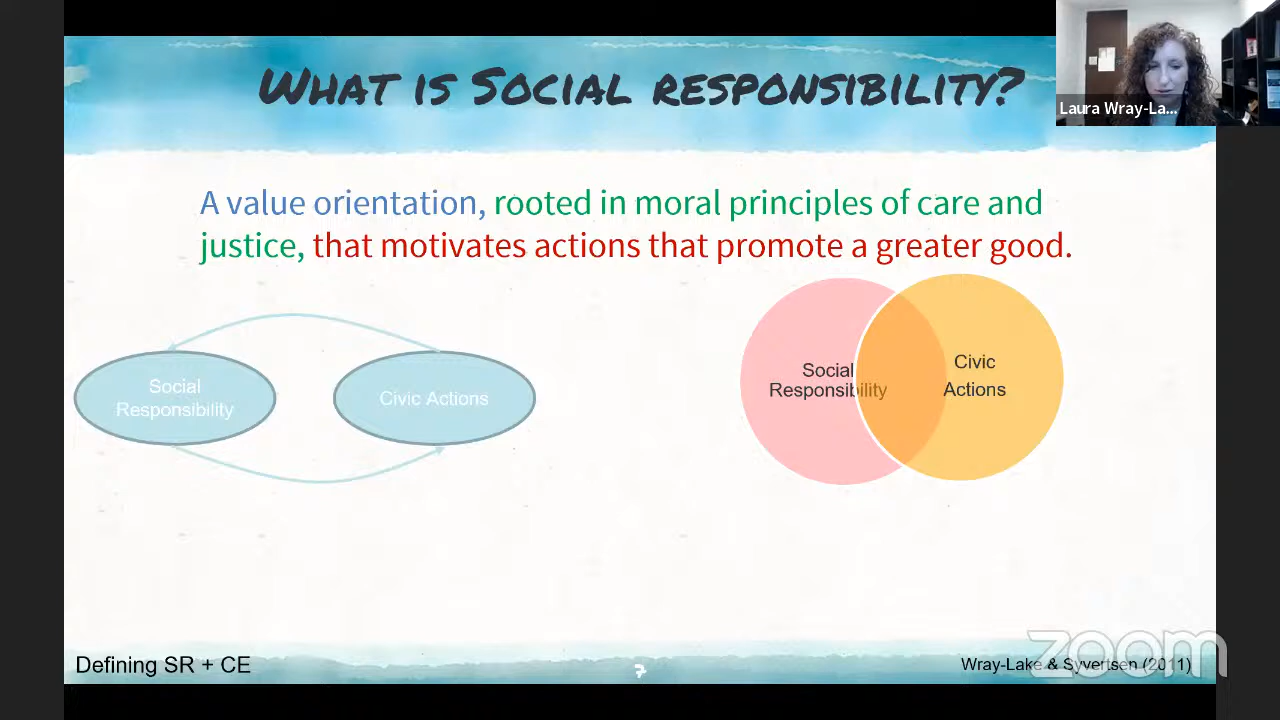 What is Social responsibility?
Laura Wray-La...
A value orientation, rooted in moral principles of care and
justice, that motivates actions that promote a greater good.
Social
Responsibility
Civic Actions
Social
Responsibility
Civic
Actions
Defining SR + CE
7
Wray-Lake & Syvertsen (2011)
zoom